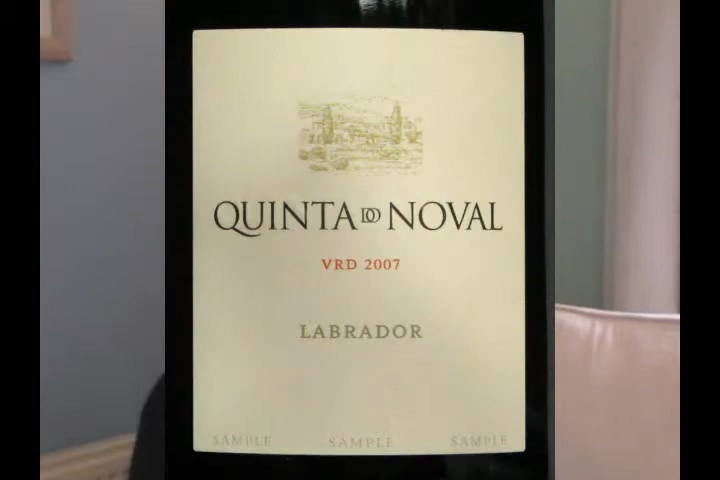 QUINTA DO NOVAL
VRD 2007
LABRADOR
SAMPLE SAMPLE SAMPLE